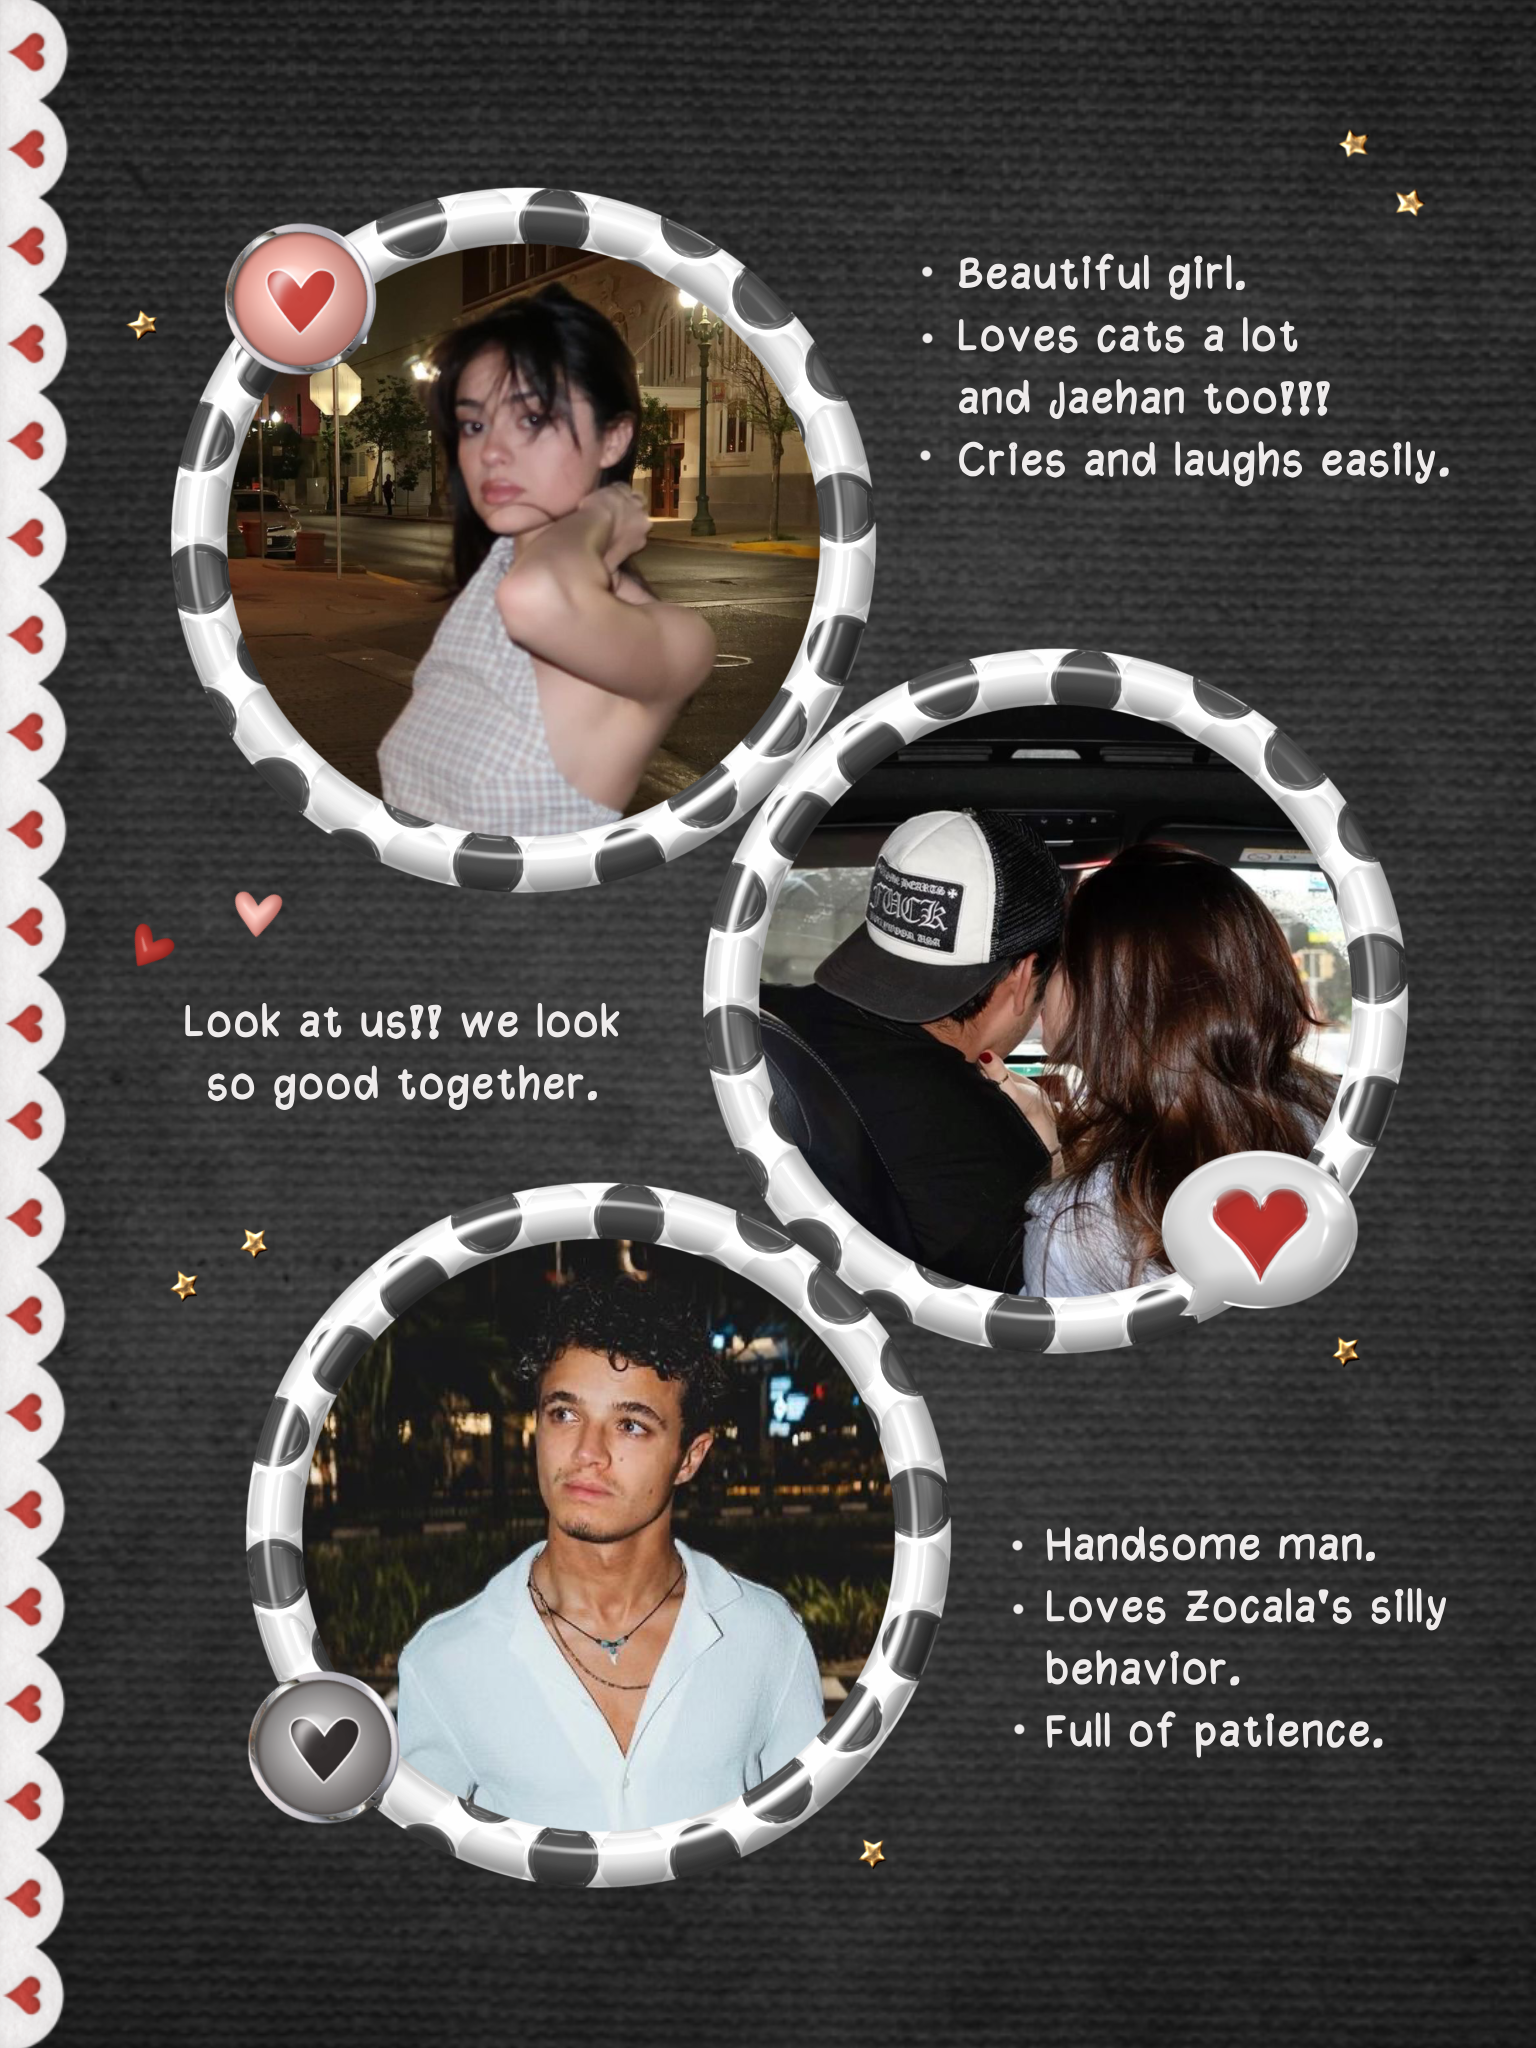 • Beautiful girl.
• Loves cats a lot
and Jaehan too!!!
• Cries and laughs easily.
FUCK
Look at us!! we look
so good together.
• Handsome man.
• Loves Zocala's silly
behavior.
• Full of patience.